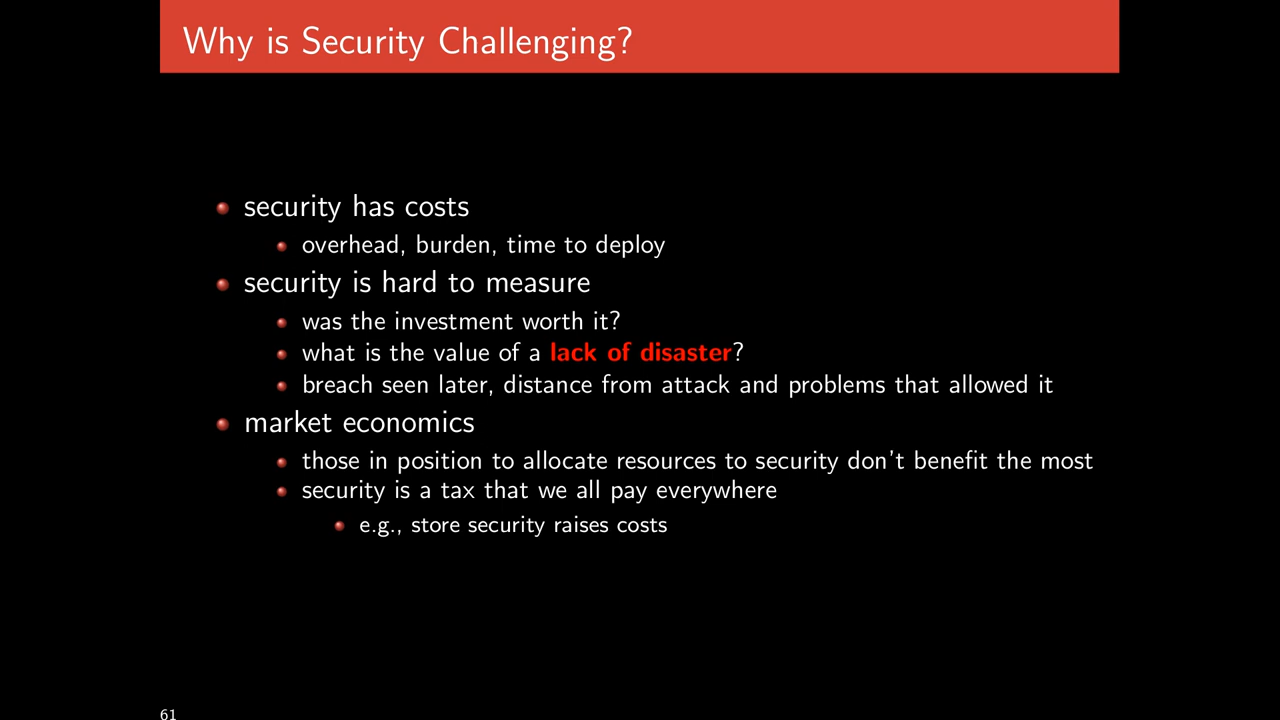 Why is Security Challenging?
security has costs
overhead, burden, time to deploy
security is hard to measure
was the investment worth it?
what is the value of a lack of disaster?
breach seen later, distance from attack and problems that allowed it
market economics
those in position to allocate resources to security don't benefit the most
security is a tax that we all pay everywhere
e.g., store security raises costs
61